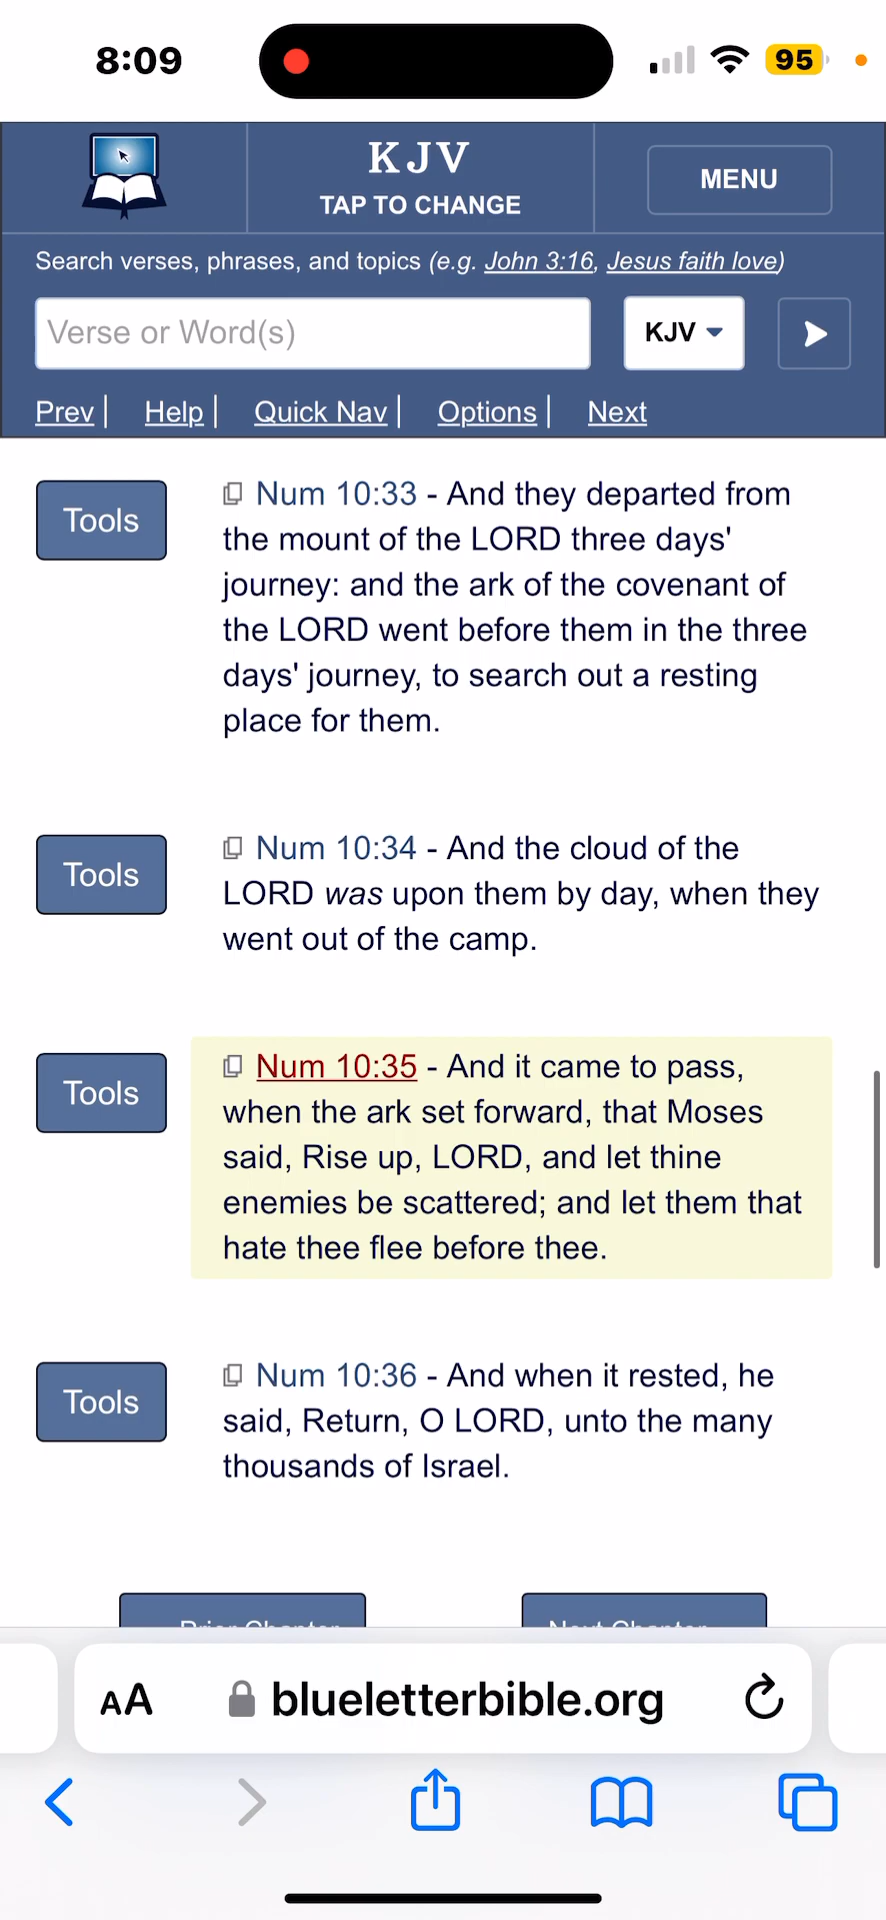 8:09
95
KJV
TAP TO CHANGE
MENU
Search verses, phrases, and topics (e.g. John 3:16, Jesus faith love)
Verse or Word(s)
KJV
Prev | Help | Quick Nav | Options | Next
Tools
Num 10:33 - And they departed from
the mount of the LORD three days'
journey: and the ark of the covenant of
the LORD went before them in the three
days' journey, to search out a resting
place for them.
Tools
Num 10:34 - And the cloud of the
LORD was upon them by day, when they
went out of the camp.
Tools
Num 10:35 - And it came to pass,
when the ark set forward, that Moses
said, Rise up, LORD, and let thine
enemies be scattered; and let them that
hate thee flee before thee.
Tools
Num 10:36 - And when it rested, he
said, Return, O LORD, unto the many
thousands of Israel.
Prior Chapter
Next Chapter
AA
blueletterbible.org